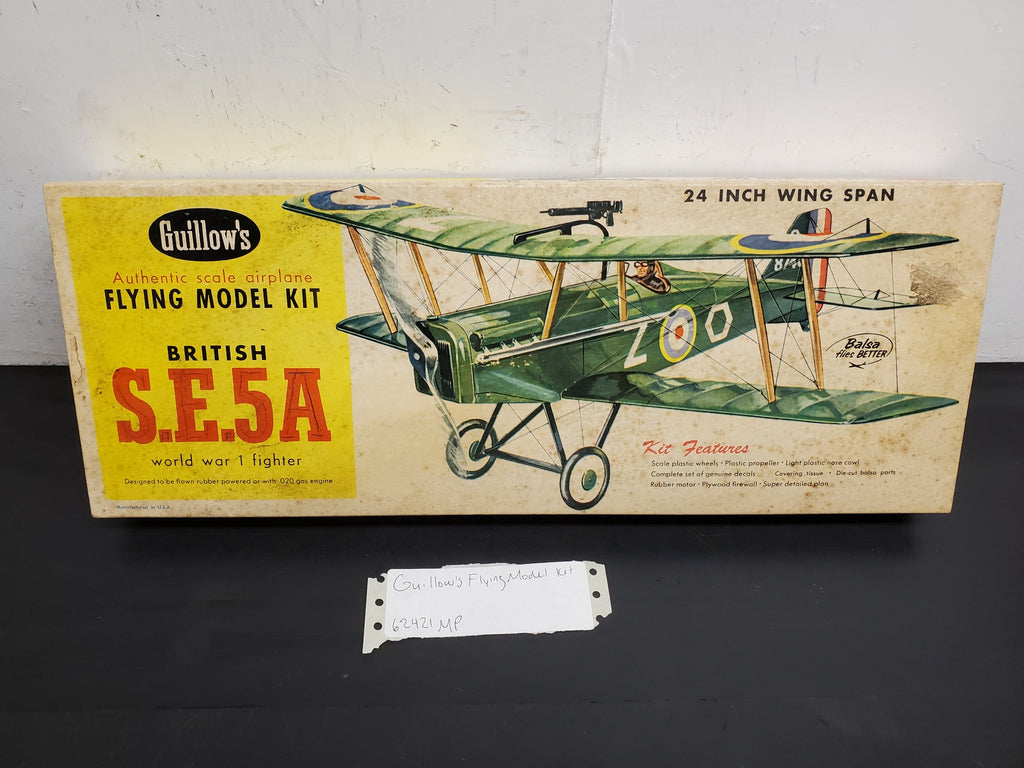 Guillow's
Authentic scale airplane
FLYING MODEL KIT
BRITISH
S.E.5A
world war 1 fighter
Designed to be flown rubber powered or with .020 gas engine
Manufactured in U.S.A.
24 INCH WING SPAN
Z O
Balsa
flies BETTER
Kit Features
Scale plastic wheels • Plastic propeller • Light plastic nose cowl
Complete set of genuine decals Covering tissue • Die-cut balsa parts
Rubber motor • Plywood firewall • Super detailed plan
Guillow's Flying Model Kit
62421 MP